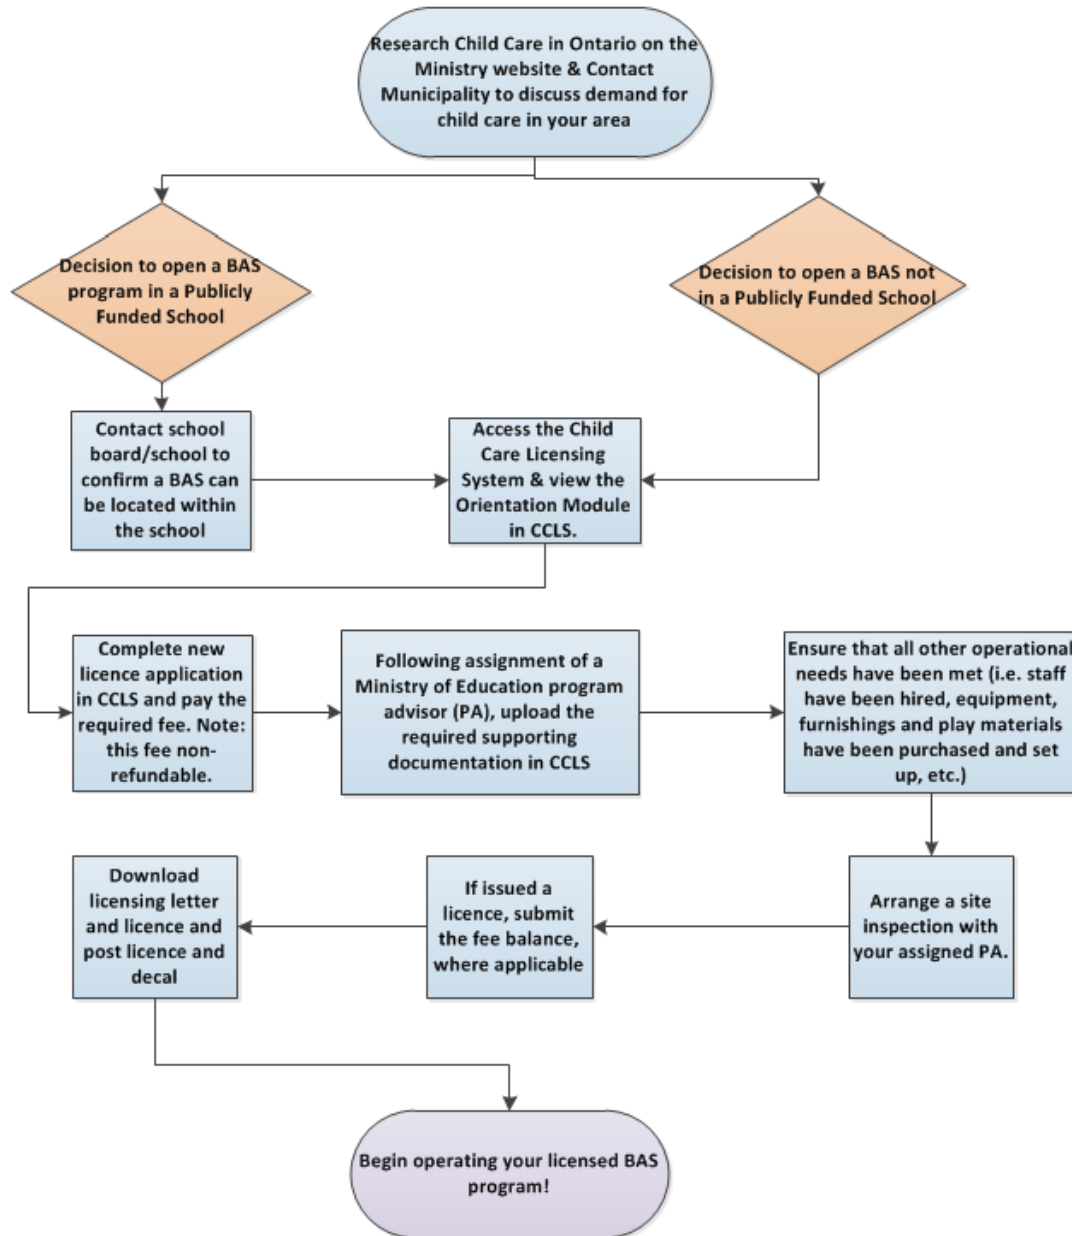 Research Child Care in Ontario on the
Ministry website & Contact
Municipality to discuss demand for
child care in your area
Decision to open a BAS
program in a Publicly
Funded School
Decision to open a BAS not
in a Publicly Funded School
Contact school
board/school to
confirm a BAS can
be located within
the school
Access the Child
Care Licensing
System & view the
Orientation Module
in CCLS.
Complete new
licence application
in CCLS and pay the
required fee. Note:
this fee non-
refundable.
Following assignment of a
Ministry of Education program
advisor (PA), upload the
required supporting
documentation in CCLS
Ensure that all other operational
needs have been met (i.e. staff
have been hired, equipment,
furnishings and play materials
have been purchased and set
up, etc.)
Download
licensing letter
and licence and
post licence and
decal
If issued a
licence, submit
the fee balance,
where applicable
Arrange a site
inspection with
your assigned PA.
Begin operating your licensed BAS
program!